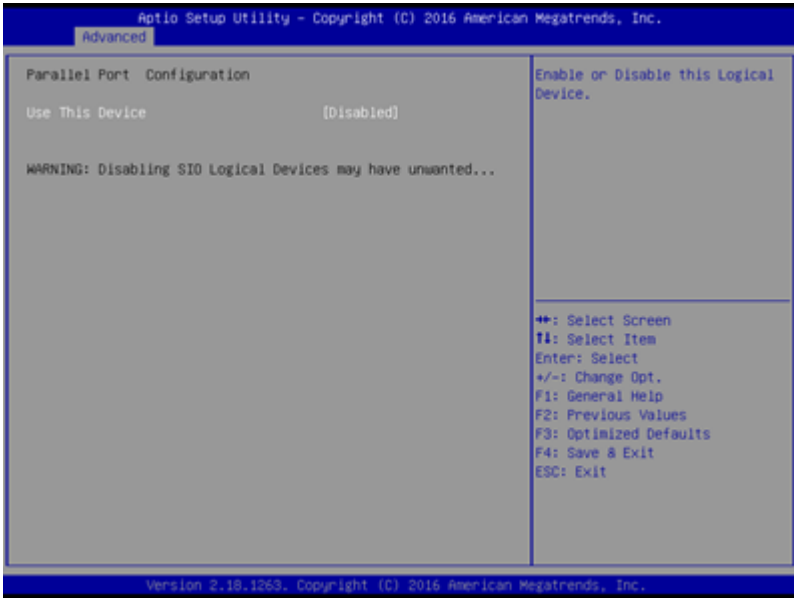 Aptio Setup Utility – Copyright (C) 2016 American Megatrends, Inc.
Advanced
Parallel Port Configuration
Use This Device [Disabled]
WARNING: Disabling SIO Logical Devices may have unwanted...
Enable or Disable this Logical
Device.
→←: Select Screen
↑↓: Select Item
Enter: Select
+/-: Change Opt.
F1: General Help
F2: Previous Values
F3: Optimized Defaults
F4: Save & Exit
ESC: Exit
Version 2.18.1263. Copyright (C) 2016 American Megatrends, Inc.